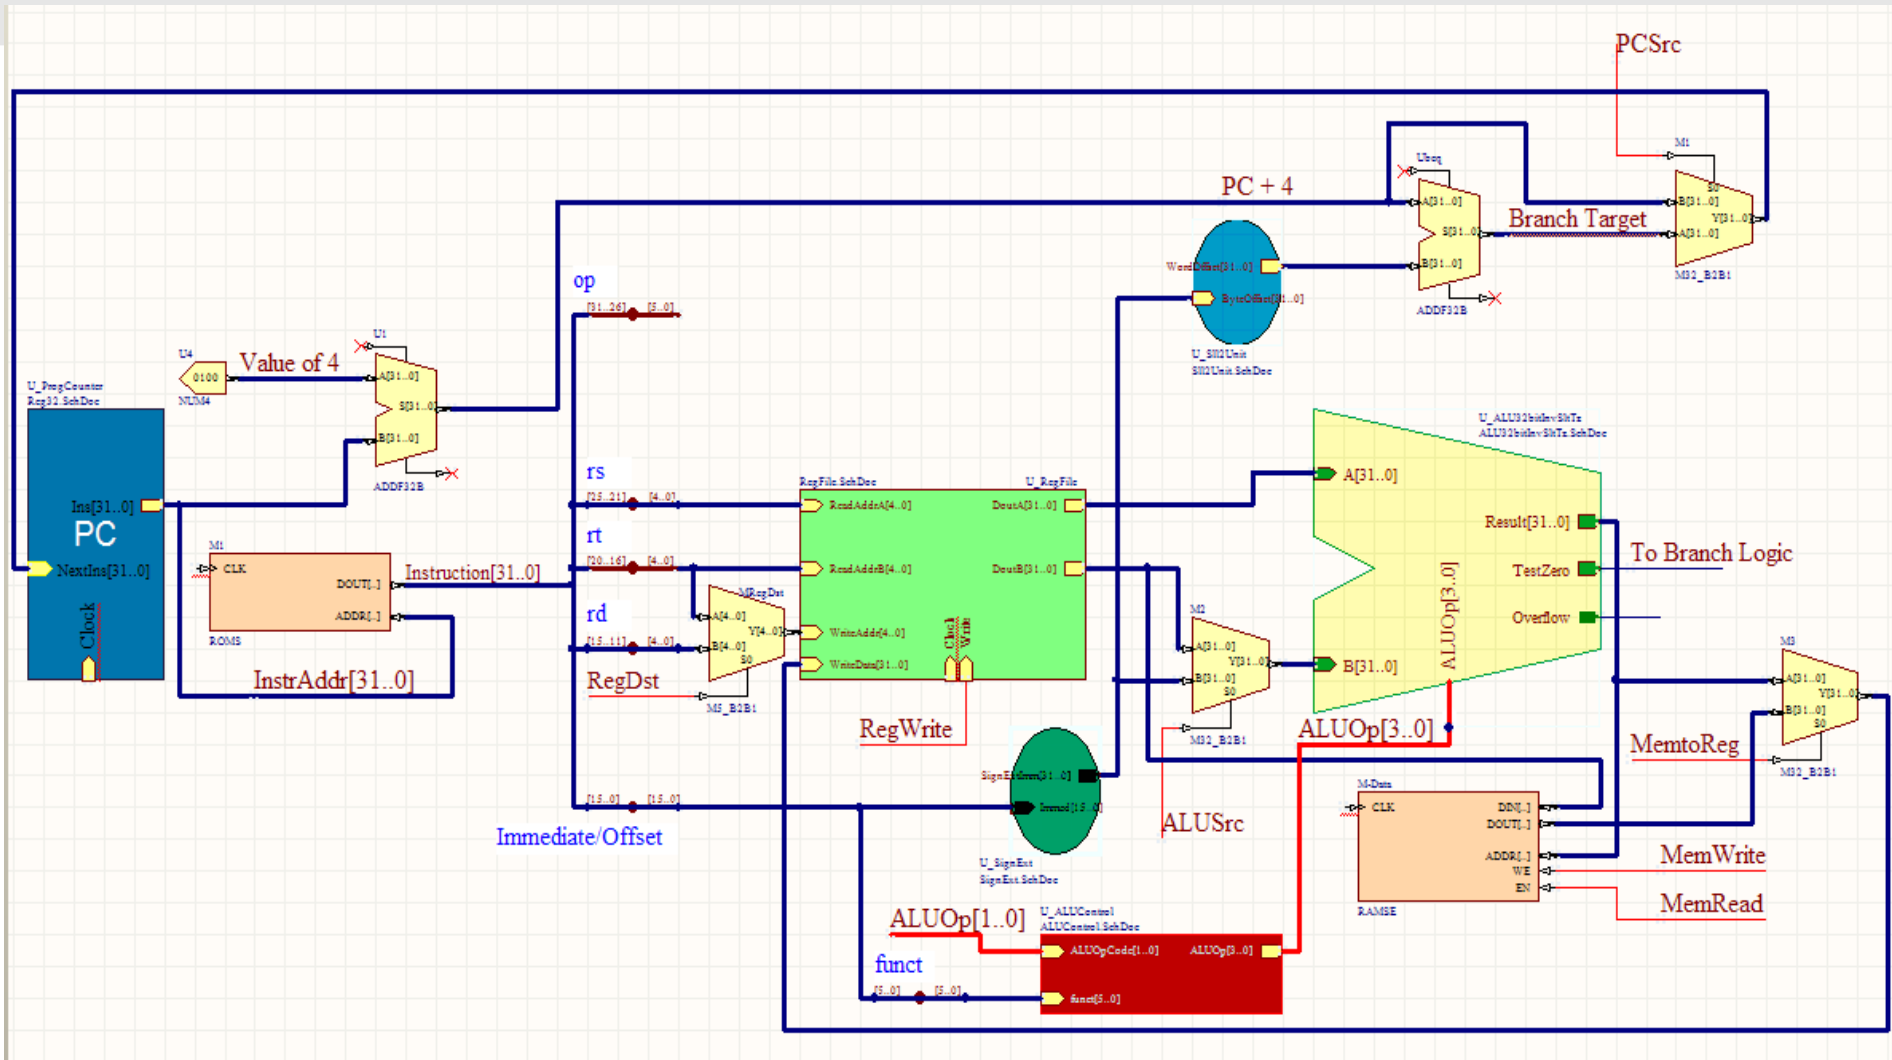 PCSrc
M1
S0
B[31..0]
Y[31..0]
A[31..0]
M32_B2B1
Ubeq
A[31..0]
S[31..0]
B[31..0]
ADDF32B
Branch Target
PC + 4
WordOffset[31..0]
ByteOffset[31..0]
U_Sll2Unit
Sll2Unit.SchDoc
op
[31..26] [5..0]
U1
U4
Value of 4
0100
NUM4
A[31..0]
S[31..0]
B[31..0]
ADDF32B
U_ProgCounter
Reg32.SchDoc
Ins[31..0]
PC
NextIns[31..0]
Clock
M1
CLK
DOUT[..]
ADDR[..]
ROMS
Instruction[31..0]
InstrAddr[31..0]
rs
[25..21] [4..0]
rt
[20..16] [4..0]
rd
[15..11] [4..0]
RegDst
MRegDst
A[4..0]
Y[4..0]
B[4..0]
S0
M5_B2B1
RegFile.SchDoc
U_RegFile
ReadAddrA[4..0]
DoutA[31..0]
ReadAddrB[4..0]
DoutB[31..0]
WriteAddr[4..0]
WriteData[31..0]
Clock
Write
RegWrite
U_ALU32bitInvSltTz
ALU32bitInvSltTz.SchDoc
A[31..0]
Result[31..0]
TestZero
Overflow
B[31..0]
ALUOp[3..0]
To Branch Logic
M2
A[31..0]
Y[31..0]
B[31..0]
S0
M32_B2B1
ALUSrc
ALUOp[3..0]
M3
A[31..0]
Y[31..0]
B[31..0]
S0
M32_B2B1
MemtoReg
M-Data
CLK
DIN[..]
DOUT[..]
ADDR[..]
WE
EN
RAMSE
MemWrite
MemRead
[15..0] [15..0]
Immediate/Offset
SignExtImm[31..0]
Immed[15..0]
U_SignExt
SignExt.SchDoc
ALUOp[1..0]
U_ALUControl
ALUControl.SchDoc
ALUOpCode[1..0]
ALUOp[3..0]
funct
[5..0] [5..0]
funct[5..0]